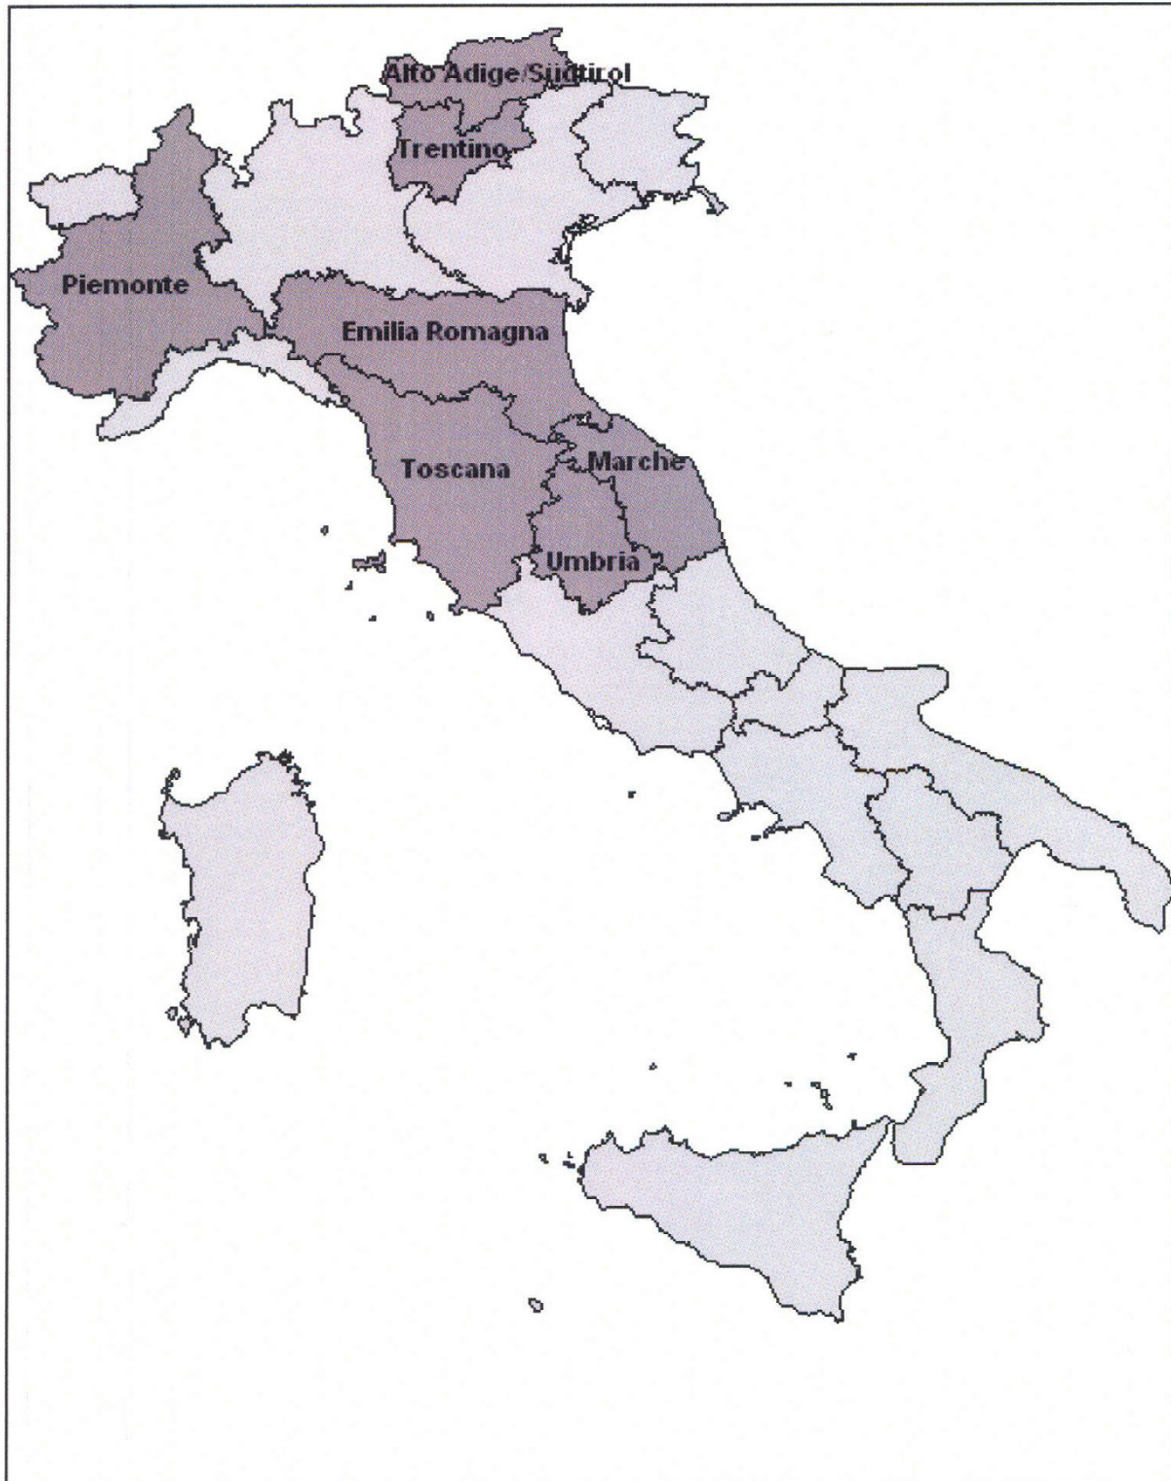 Alto Adige/Südtirol
Trentino
Piemonte
Emilia Romagna
Marche
Toscana
Umbria